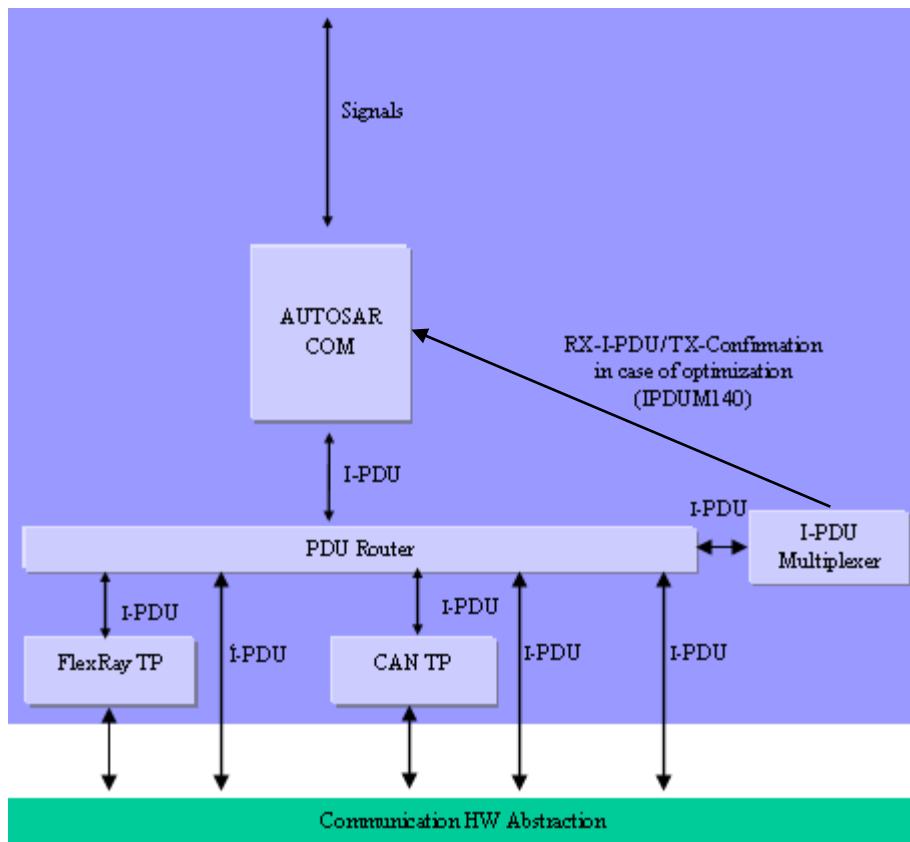 Signals
AUTOSAR
COM
RX-I-PDU/TX-Confirmation
in case of optimization
(IPDUM140)
I-PDU
I-PDU
PDU Router
I-PDU
Multiplexer
I-PDU
I-PDU
I-PDU
I-PDU
I-PDU
FlexRay TP
CAN TP
Communication HW Abstraction